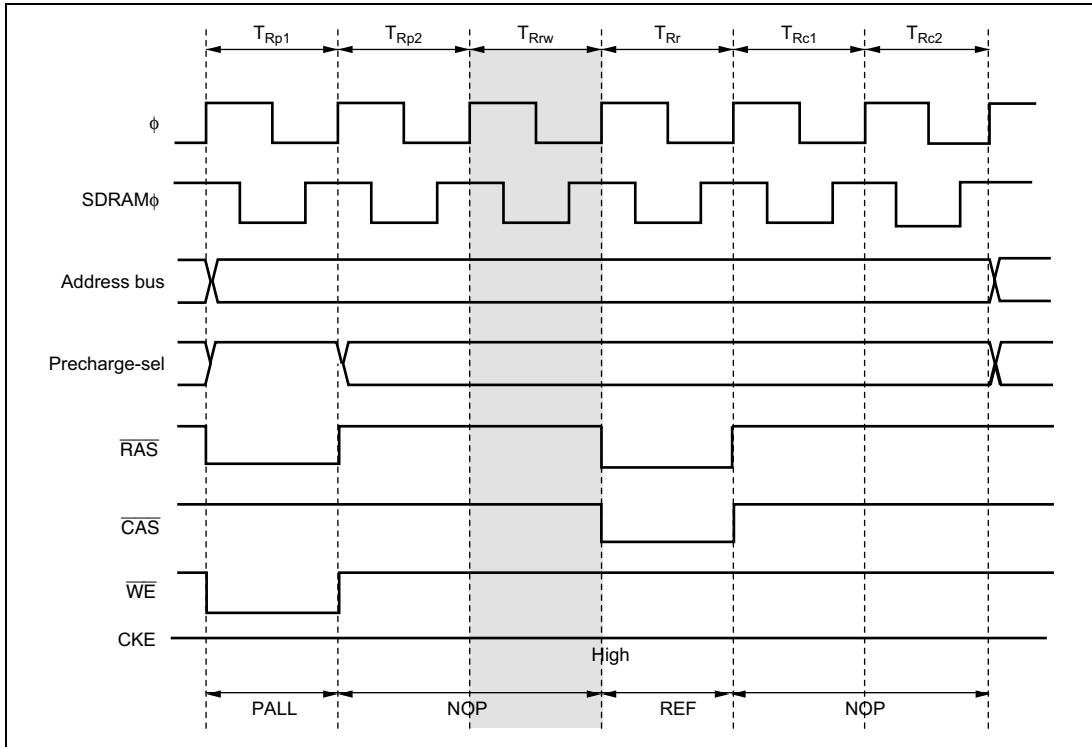 TRp1 TRp2 TRrw TRr TRc1 TRc2
ϕ
SDRAMϕ
Address bus
Precharge-sel
RAS
CAS
WE
CKE
High
PALL NOP REF NOP